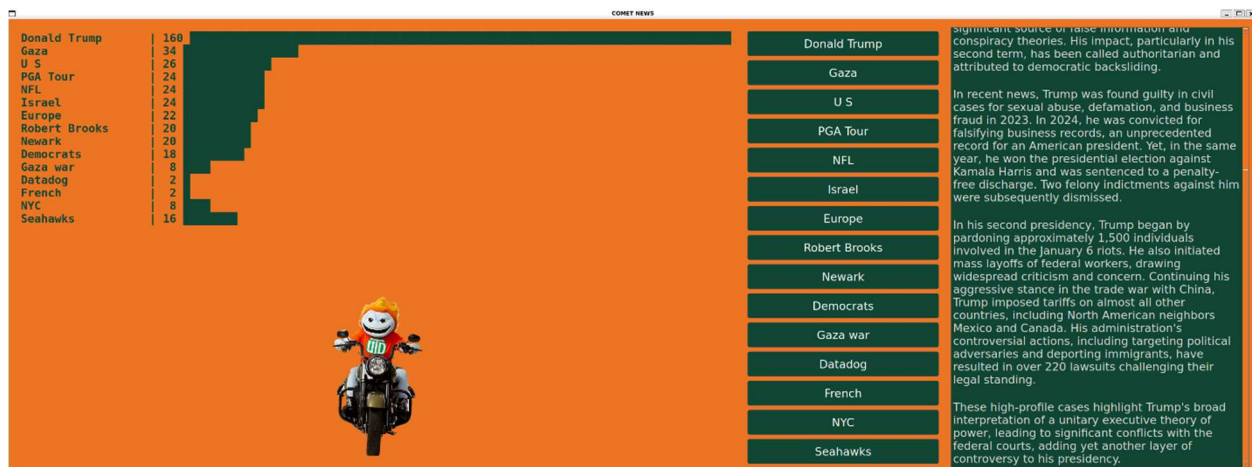 COMET NEWS
Donald Trump | 160
Gaza | 34
U S | 26
PGA Tour | 24
NFL | 24
Israel | 24
Europe | 22
Robert Brooks | 20
Newark | 20
Democrats | 18
Gaza war | 8
Datadog | 2
French | 2
NYC | 8
Seahawks | 16
UTD
Donald Trump
Gaza
U S
PGA Tour
NFL
Israel
Europe
Robert Brooks
Newark
Democrats
Gaza war
Datadog
French
NYC
Seahawks
significant source of false information and
conspiracy theories. His impact, particularly in his
second term, has been called authoritarian and
attributed to democratic backsliding.
In recent news, Trump was found guilty in civil
cases for sexual abuse, defamation, and business
fraud in 2023. In 2024, he was convicted for
falsifying business records, an unprecedented
record for an American president. Yet, in the same
year, he won the presidential election against
Kamala Harris and was sentenced to a penalty-
free discharge. Two felony indictments against him
were subsequently dismissed.
In his second presidency, Trump began by
pardoning approximately 1,500 individuals
involved in the January 6 riots. He also initiated
mass layoffs of federal workers, drawing
widespread criticism and concern. Continuing his
aggressive stance in the trade war with China,
Trump imposed tariffs on almost all other
countries, including North American neighbors
Mexico and Canada. His administration's
controversial actions, including targeting political
adversaries and deporting immigrants, have
resulted in over 220 lawsuits challenging their
legal standing.
These high-profile cases highlight Trump's broad
interpretation of a unitary executive theory of
power, leading to significant conflicts with the
federal courts, adding yet another layer of
controversy to his presidency.